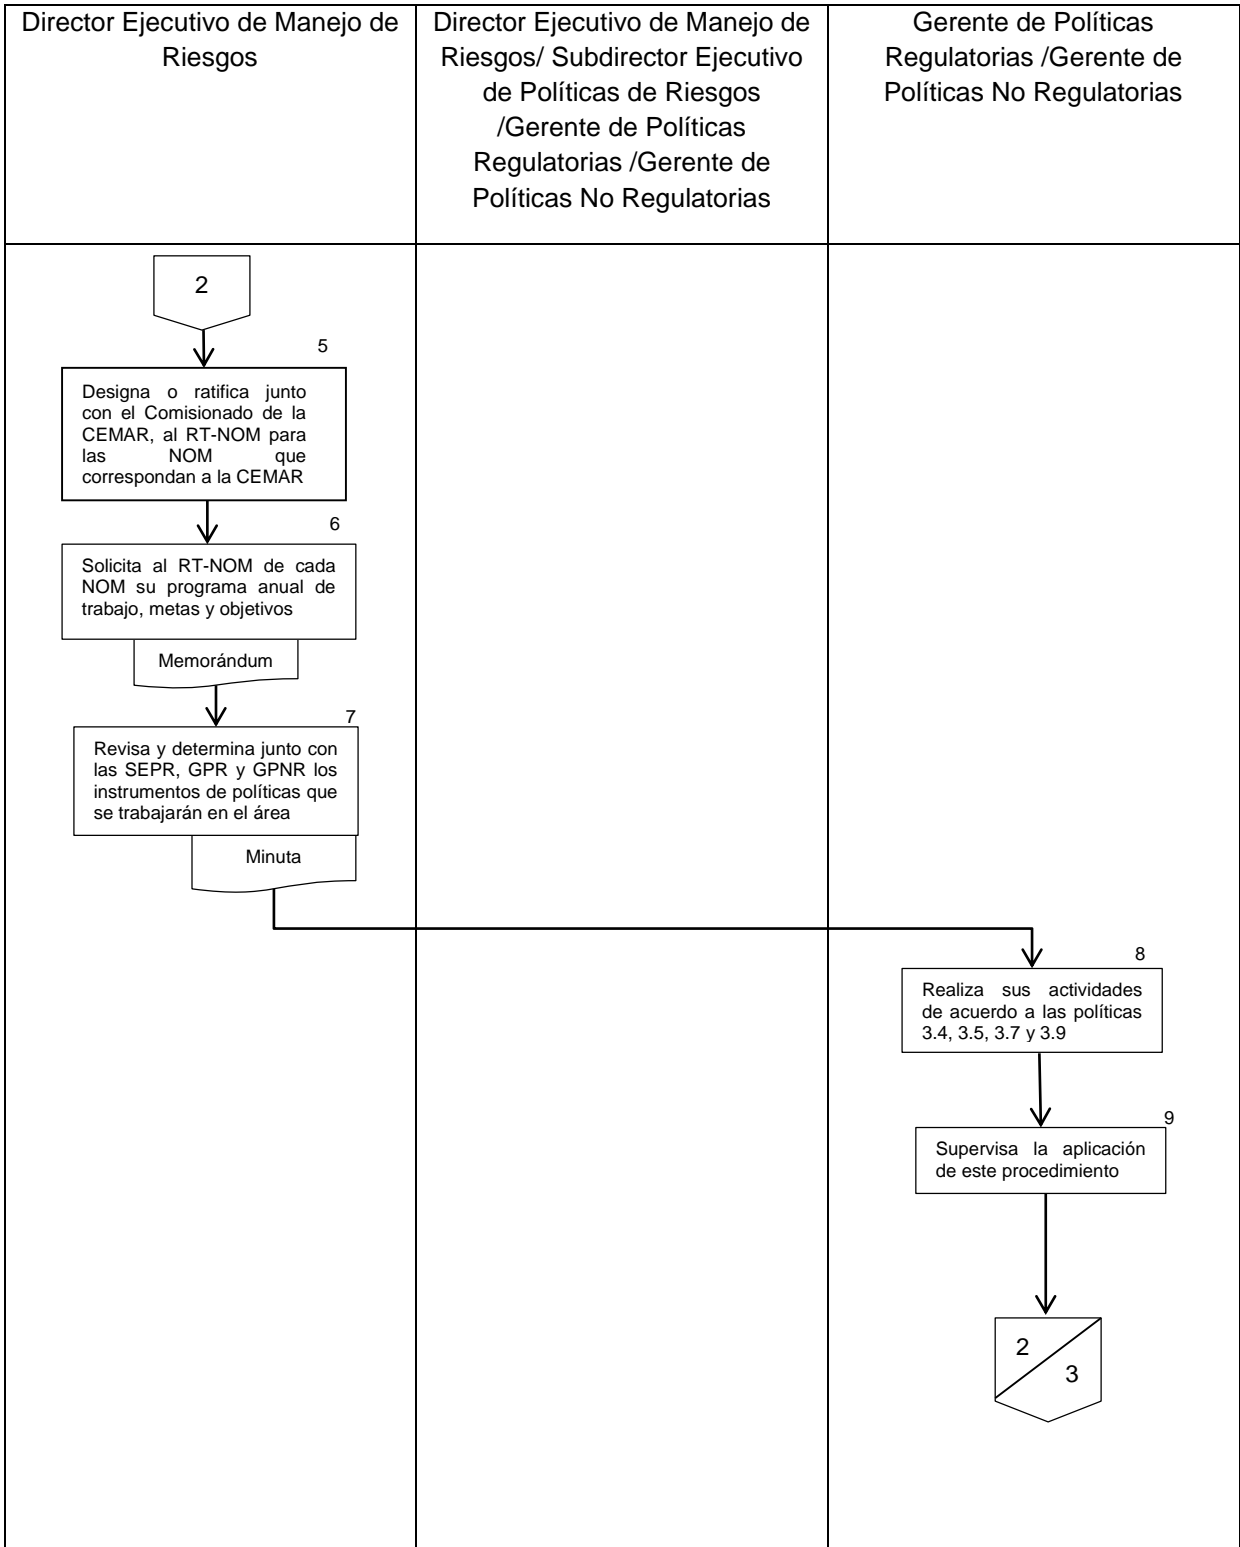 Director Ejecutivo de Manejo de
Riesgos
Director Ejecutivo de Manejo de
Riesgos/ Subdirector Ejecutivo
de Políticas de Riesgos
/Gerente de Políticas
Regulatorias /Gerente de
Políticas No Regulatorias
Gerente de Políticas
Regulatorias /Gerente de
Políticas No Regulatorias
2
5
Designa o ratifica junto
con el Comisionado de la
CEMAR, al RT-NOM para
las NOM que
correspondan a la CEMAR
6
Solicita al RT-NOM de cada
NOM su programa anual de
trabajo, metas y objetivos
Memorándum
7
Revisa y determina junto con
las SEPR, GPR y GPNR los
instrumentos de políticas que
se trabajarán en el área
Minuta
8
Realiza sus actividades
de acuerdo a las políticas
3.4, 3.5, 3.7 y 3.9
9
Supervisa la aplicación
de este procedimiento
2
3